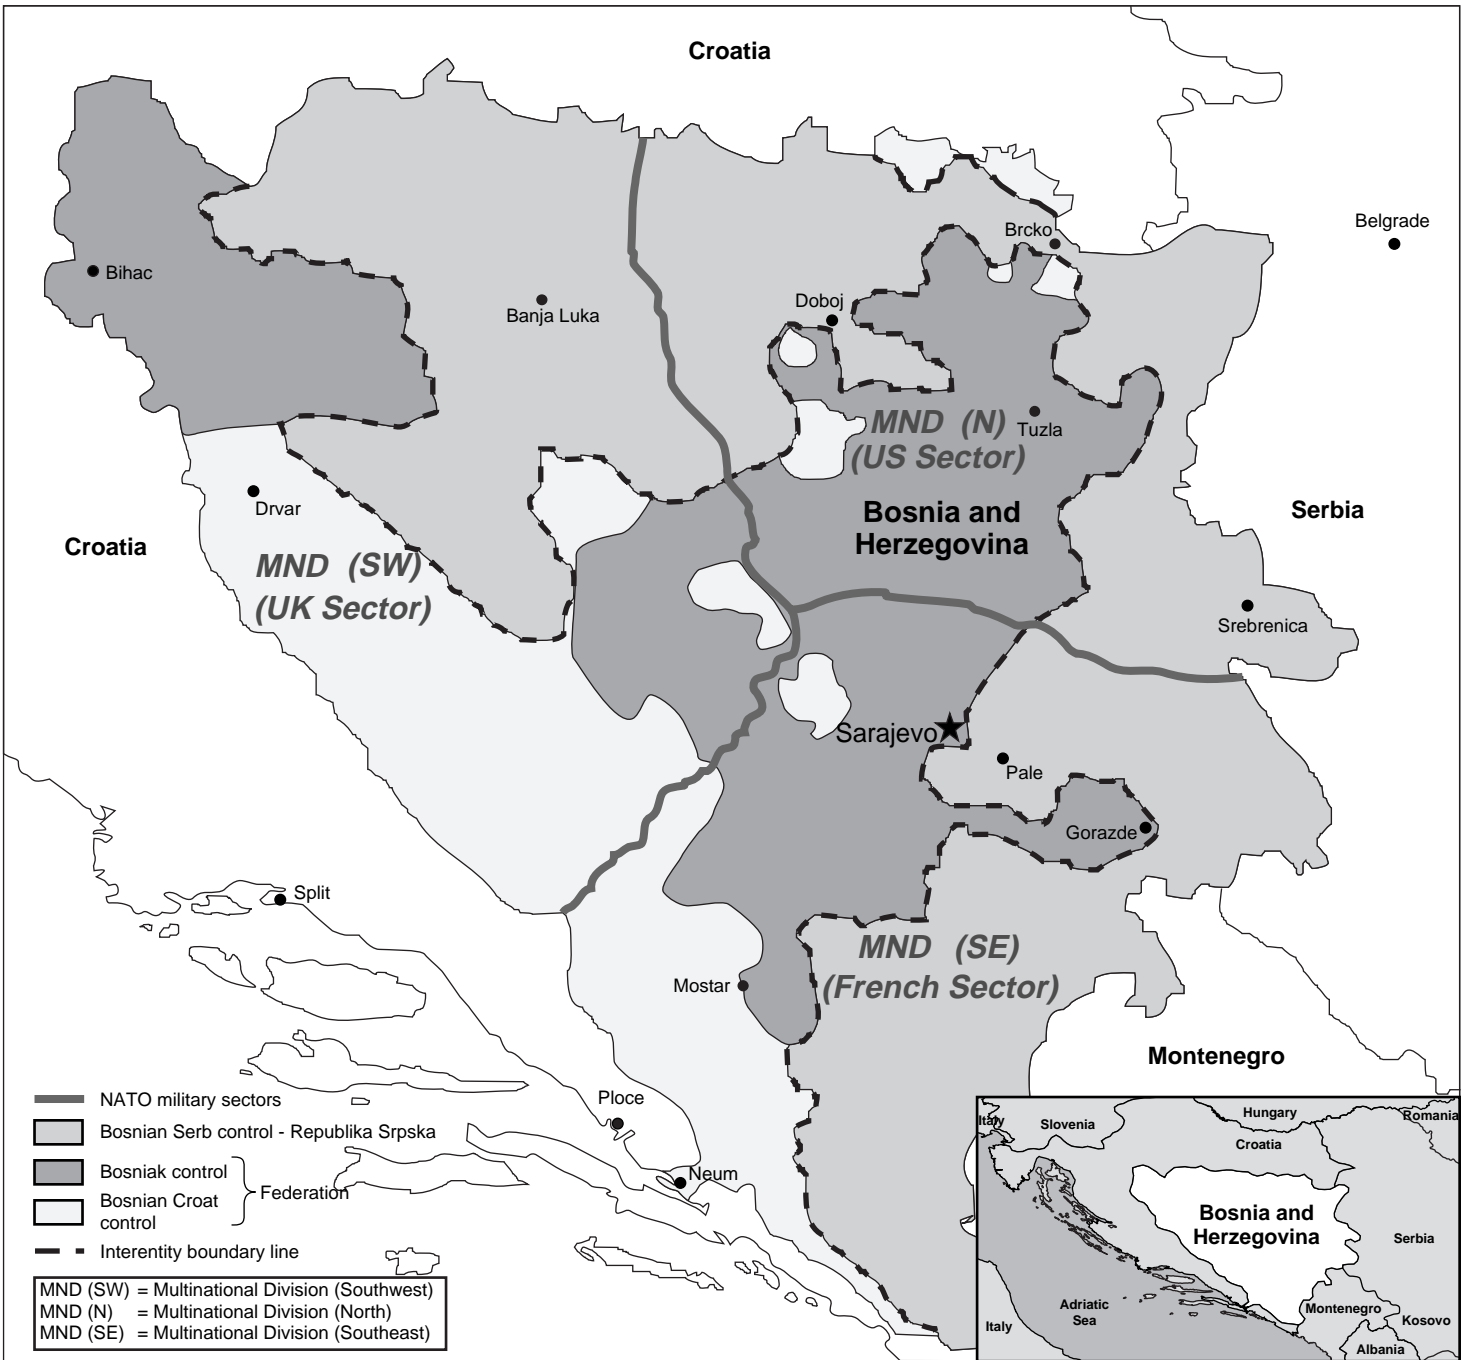 Croatia
Belgrade
Brcko
Bihac
Banja Luka
Doboj
MND (N)
(US Sector)
Tuzla
Drvar
Bosnia and
Herzegovina
Serbia
Croatia
MND (SW)
(UK Sector)
Srebrenica
Sarajevo
Pale
Gorazde
Split
MND (SE)
(French Sector)
Mostar
Montenegro
Ploce
Neum
NATO military sectors
Bosnian Serb control - Republika Srpska
Bosniak control
Bosnian Croat
control
Federation
Interentity boundary line
MND (SW) = Multinational Division (Southwest)
MND (N) = Multinational Division (North)
MND (SE) = Multinational Division (Southeast)
Italy
Slovenia
Hungary
Romania
Croatia
Bosnia and
Herzegovina
Serbia
Adriatic
Sea
Italy
Montenegro
Kosovo
Albania